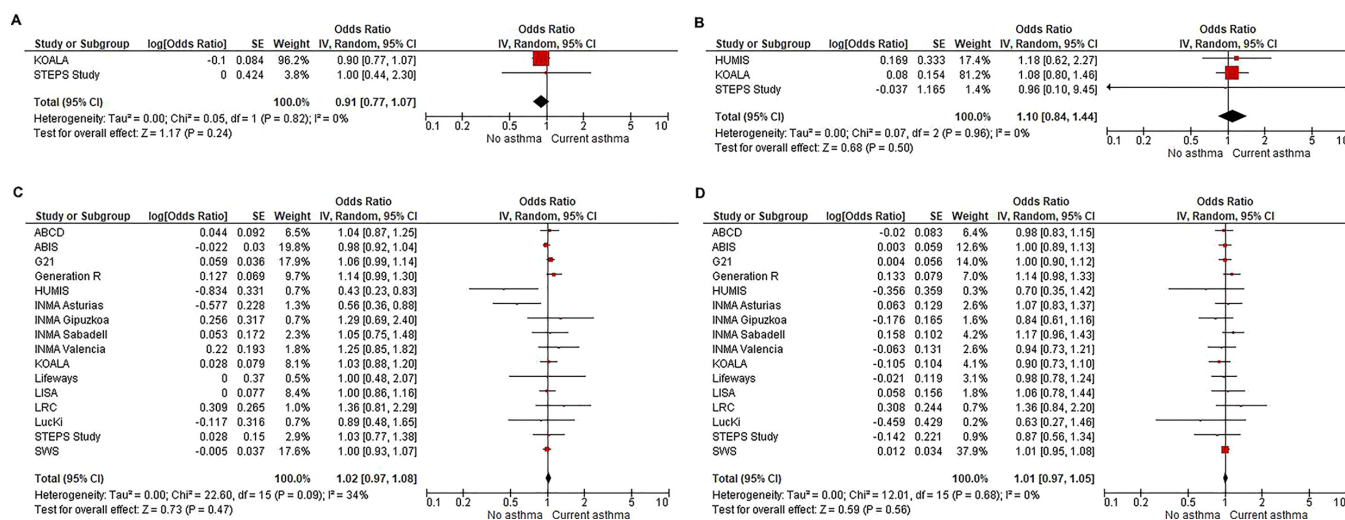 A
Odds Ratio Odds Ratio
Study or Subgroup log[Odds Ratio] SE Weight IV, Random, 95% CI IV, Random, 95% CI
KOALA -0.1 0.084 96.2% 0.90 [0.77, 1.07]
STEPS Study 0 0.424 3.8% 1.00 [0.44, 2.30]
Total (95% CI) 100.0% 0.91 [0.77, 1.07]
Heterogeneity: Tau² = 0.00; Chi² = 0.05, df = 1 (P = 0.82); I² = 0%
Test for overall effect: Z = 1.17 (P = 0.24)
0.1 0.2 0.5 1 2 5 10
No asthma Current asthma
B
Odds Ratio Odds Ratio
Study or Subgroup log[Odds Ratio] SE Weight IV, Random, 95% CI IV, Random, 95% CI
HUMIS 0.169 0.333 17.4% 1.18 [0.62, 2.27]
KOALA 0.08 0.154 81.2% 1.08 [0.80, 1.46]
STEPS Study -0.037 1.165 1.4% 0.96 [0.10, 9.45]
Total (95% CI) 100.0% 1.10 [0.84, 1.44]
Heterogeneity: Tau² = 0.00; Chi² = 0.07, df = 2 (P = 0.96); I² = 0%
Test for overall effect: Z = 0.68 (P = 0.50)
0.1 0.2 0.5 1 2 5 10
No asthma Current asthma
C
Odds Ratio Odds Ratio
Study or Subgroup log[Odds Ratio] SE Weight IV, Random, 95% CI IV, Random, 95% CI
ABCD 0.044 0.092 6.5% 1.04 [0.87, 1.25]
ABIS -0.022 0.03 19.8% 0.98 [0.92, 1.04]
G21 0.059 0.036 17.9% 1.06 [0.99, 1.14]
Generation R 0.127 0.069 9.7% 1.14 [0.99, 1.30]
HUMIS -0.834 0.331 0.7% 0.43 [0.23, 0.83]
INMA Asturias -0.577 0.228 1.3% 0.56 [0.36, 0.88]
INMA Gipuzkoa 0.256 0.317 0.7% 1.29 [0.69, 2.40]
INMA Sabadell 0.053 0.172 2.3% 1.05 [0.75, 1.48]
INMA Valencia 0.22 0.193 1.8% 1.25 [0.85, 1.82]
KOALA 0.028 0.079 8.1% 1.03 [0.88, 1.20]
Lifeways 0 0.37 0.5% 1.00 [0.48, 2.07]
LISA 0 0.077 8.4% 1.00 [0.86, 1.16]
LRC 0.309 0.265 1.0% 1.36 [0.81, 2.29]
LucKi -0.117 0.316 0.7% 0.89 [0.48, 1.65]
STEPS Study 0.028 0.15 2.9% 1.03 [0.77, 1.38]
SWS -0.005 0.037 17.6% 1.00 [0.93, 1.07]
Total (95% CI) 100.0% 1.02 [0.97, 1.08]
Heterogeneity: Tau² = 0.00; Chi² = 22.60, df = 15 (P = 0.09); I² = 34%
Test for overall effect: Z = 0.73 (P = 0.47)
0.1 0.2 0.5 1 2 5 10
No asthma Current asthma
D
Odds Ratio Odds Ratio
Study or Subgroup log[Odds Ratio] SE Weight IV, Random, 95% CI IV, Random, 95% CI
ABCD -0.02 0.083 6.4% 0.98 [0.83, 1.15]
ABIS 0.003 0.059 12.6% 1.00 [0.89, 1.13]
G21 0.004 0.056 14.0% 1.00 [0.90, 1.12]
Generation R 0.133 0.079 7.0% 1.14 [0.98, 1.33]
HUMIS -0.356 0.359 0.3% 0.70 [0.35, 1.42]
INMA Asturias 0.063 0.129 2.6% 1.07 [0.83, 1.37]
INMA Gipuzkoa -0.176 0.165 1.6% 0.84 [0.61, 1.16]
INMA Sabadell 0.158 0.102 4.2% 1.17 [0.96, 1.43]
INMA Valencia -0.063 0.131 2.6% 0.94 [0.73, 1.21]
KOALA -0.105 0.104 4.1% 0.90 [0.73, 1.10]
Lifeways -0.021 0.119 3.1% 0.98 [0.78, 1.24]
LISA 0.058 0.156 1.8% 1.06 [0.78, 1.44]
LRC 0.308 0.244 0.7% 1.36 [0.84, 2.20]
LucKi -0.459 0.429 0.2% 0.63 [0.27, 1.46]
STEPS Study -0.142 0.221 0.9% 0.87 [0.56, 1.34]
SWS 0.012 0.034 37.9% 1.01 [0.95, 1.08]
Total (95% CI) 100.0% 1.01 [0.97, 1.05]
Heterogeneity: Tau² = 0.00; Chi² = 12.01, df = 15 (P = 0.68); I² = 0%
Test for overall effect: Z = 0.59 (P = 0.56)
0.1 0.2 0.5 1 2 5 10
No asthma Current asthma